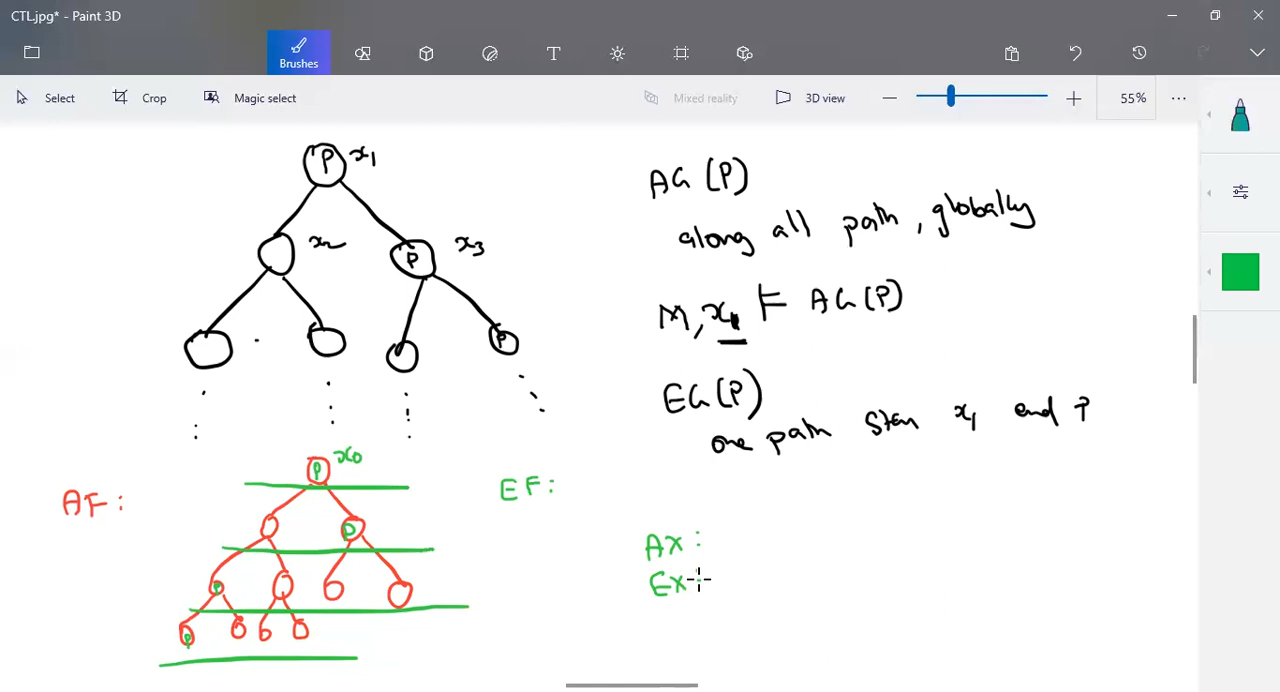 CTL.jpg* - Paint 3D
Brushes
Select
Crop
Magic select
Mixed reality
3D view
55%
P x1
x2
P x3
P
AG (P)
along all path, globally
M, x1 ⊨ AG (P)
EG (P)
one path start x1 end P
AF:
P x0
P
P
P
EF:
AX:
EX: